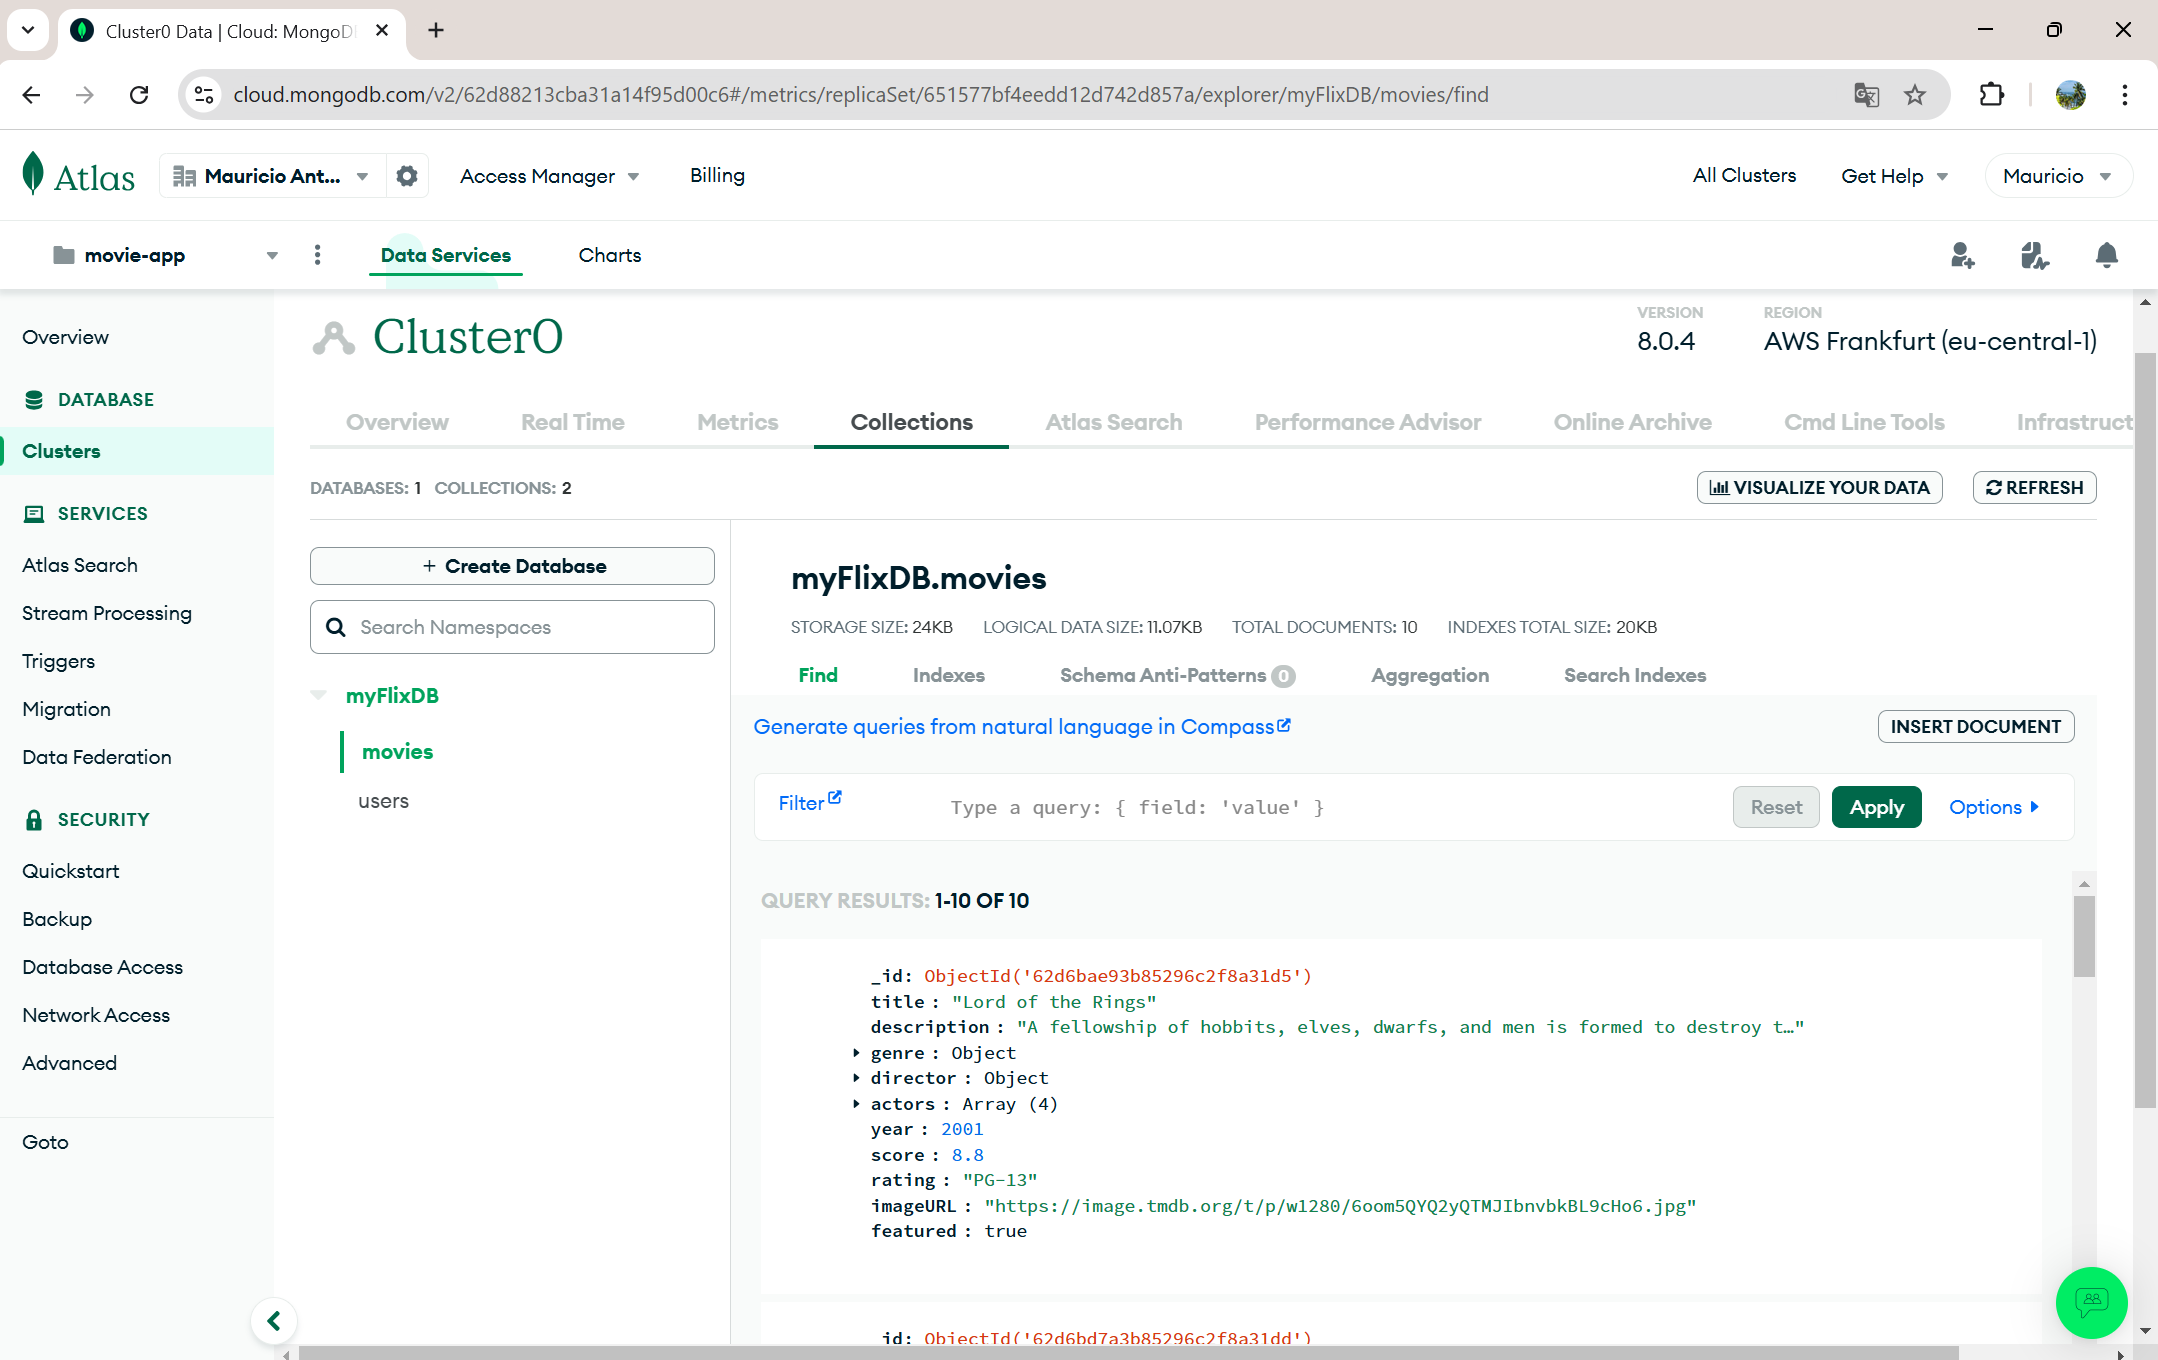 Cluster0 Data | Cloud: MongoD
cloud.mongodb.com/v2/62d88213cba31a14f95d00c6#/metrics/replicaSet/651577bf4eedd12d742d857a/explorer/myFlixDB/movies/find
Atlas
Mauricio Ant...
Access Manager
Billing
All Clusters
Get Help
Mauricio
movie-app
Data Services
Charts
Overview
DATABASE
Clusters
SERVICES
Atlas Search
Stream Processing
Triggers
Migration
Data Federation
SECURITY
Quickstart
Backup
Database Access
Network Access
Advanced
Goto
Cluster0
VERSION
8.0.4
REGION
AWS Frankfurt (eu-central-1)
Overview
Real Time
Metrics
Collections
Atlas Search
Performance Advisor
Online Archive
Cmd Line Tools
Infrastruct
DATABASES: 1 COLLECTIONS: 2
VISUALIZE YOUR DATA
REFRESH
+ Create Database
Search Namespaces
myFlixDB
movies
users
myFlixDB.movies
STORAGE SIZE: 24KB LOGICAL DATA SIZE: 11.07KB TOTAL DOCUMENTS: 10 INDEXES TOTAL SIZE: 20KB
Find
Indexes
Schema Anti-Patterns 0
Aggregation
Search Indexes
Generate queries from natural language in Compass
INSERT DOCUMENT
Filter
Type a query: { field: 'value' }
Reset
Apply
Options
QUERY RESULTS: 1-10 OF 10
_id: ObjectId('62d6bae93b85296c2f8a31d5')
title : "Lord of the Rings"
description : "A fellowship of hobbits, elves, dwarfs, and men is formed to destroy t…"
genre : Object
director : Object
actors : Array (4)
year : 2001
score : 8.8
rating : "PG-13"
imageURL : "https://image.tmdb.org/t/p/w1280/6oom5QYQ2yQTMJIbnvbkBL9cHo6.jpg"
featured : true
_id: ObjectId('62d6bd7a3b85296c2f8a31dd')